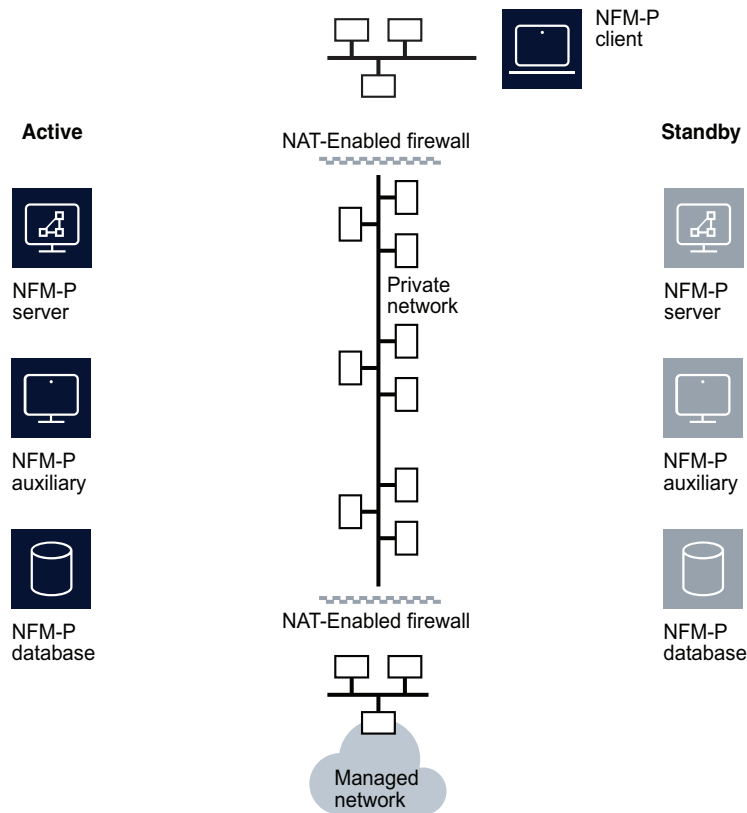 NFM-P
client
Active
NAT-Enabled firewall
Standby
NFM-P
server
Private
network
NFM-P
server
NFM-P
auxiliary
NFM-P
auxiliary
NAT-Enabled firewall
NFM-P
database
NFM-P
database
Managed
network